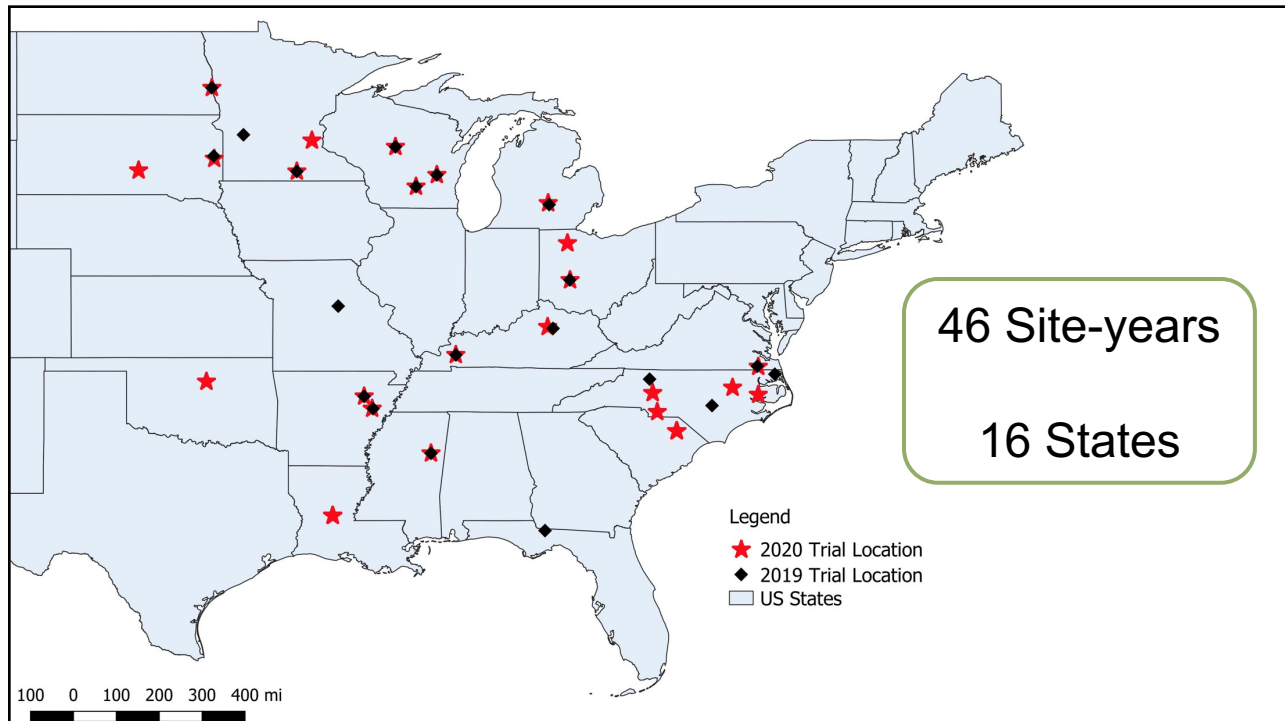 46 Site-years
16 States
Legend
2020 Trial Location
2019 Trial Location
US States
100 0 100 200 300 400 mi